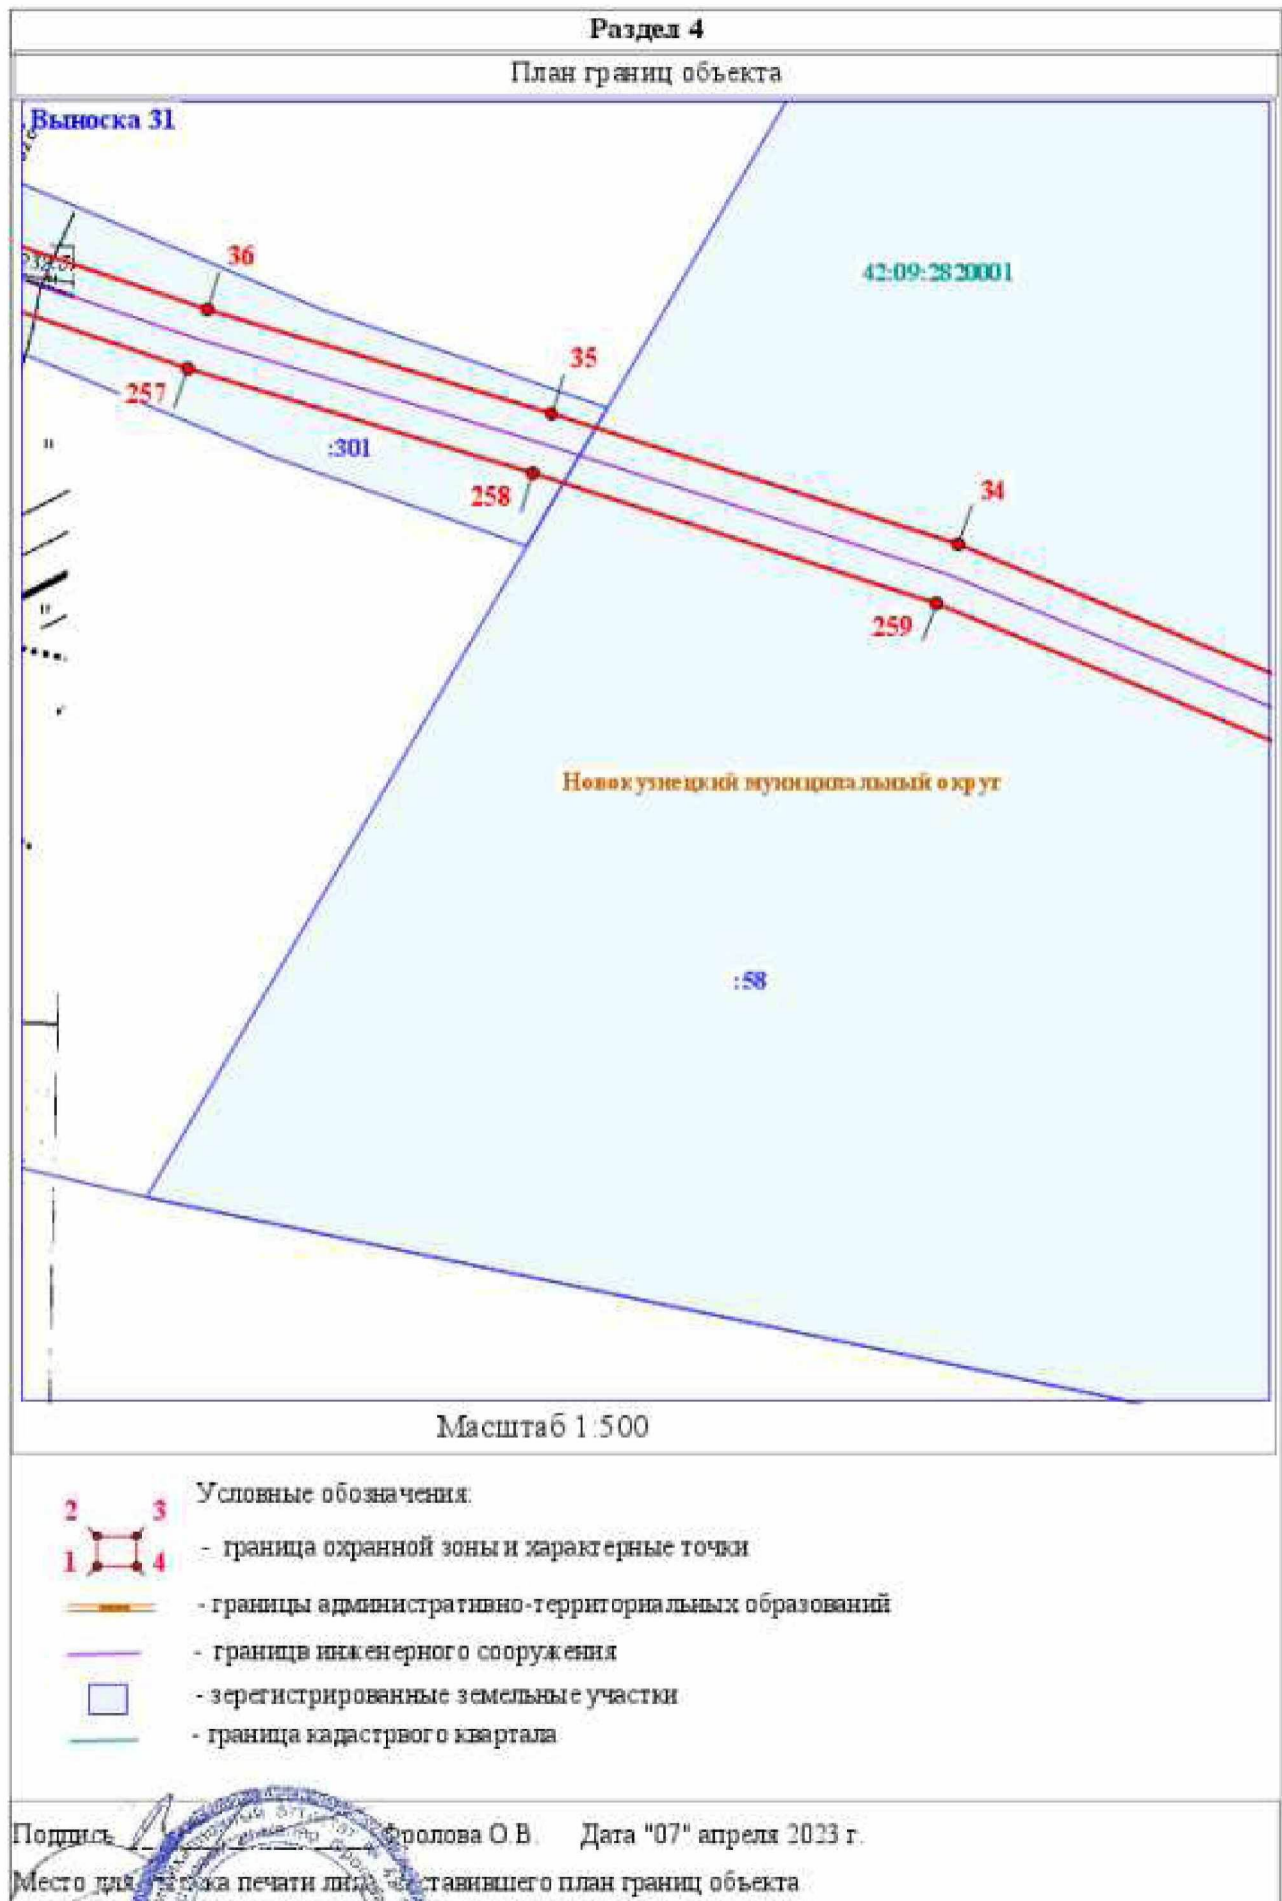 Раздел 4
План границ объекта
Выноска 31
36
42:09:2820001
35
257
:301
258
34
259
Новокузнецкий муниципальный округ
:58
Масштаб 1:500
Условные обозначения:
2 3
1 4
- граница охранной зоны и характерные точки
- границы административно-территориальных образований
- границв инженерного сооружения
- зерегистрированные земельные участки
- граница кадастрвого квартала
Подпись Фролова О.В. Дата "07" апреля 2023 г.
Место для печати составившего план границ объекта